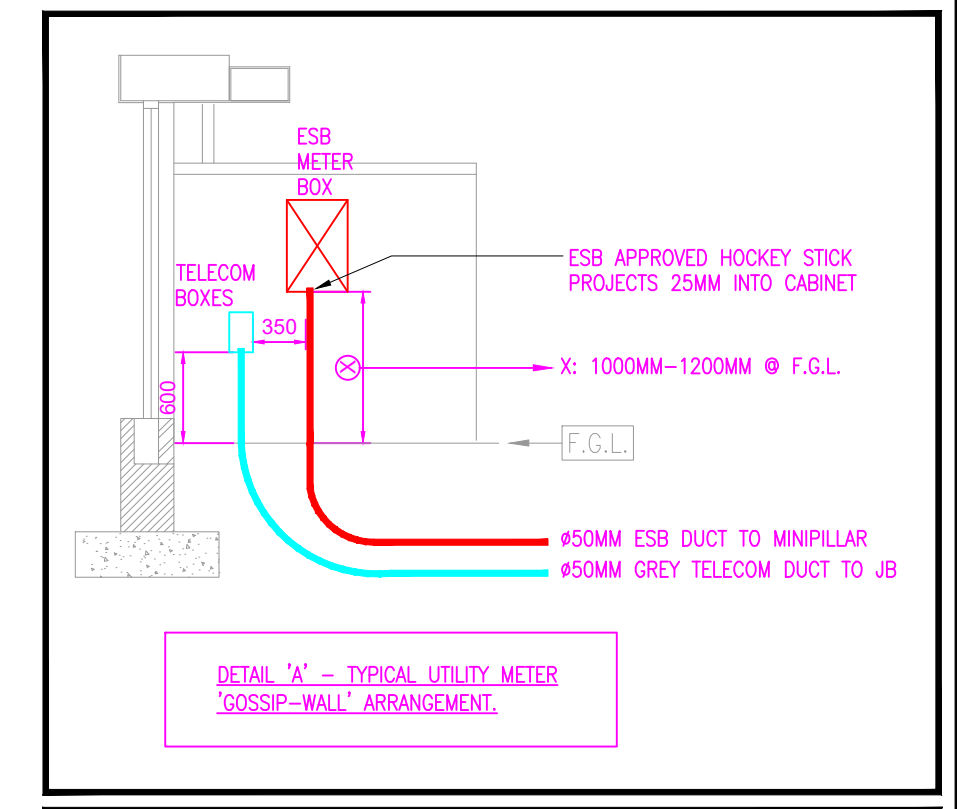 ESB
METER
BOX
ESB APPROVED HOCKEY STICK
PROJECTS 25MM INTO CABINET
TELECOM
BOXES
350
X
X: 1000MM-1200MM @ F.G.L.
600
F.G.L.
ø50MM ESB DUCT TO MINIPILLAR
ø50MM GREY TELECOM DUCT TO JB
DETAIL 'A' - TYPICAL UTILITY METER
'GOSSIP-WALL' ARRANGEMENT.